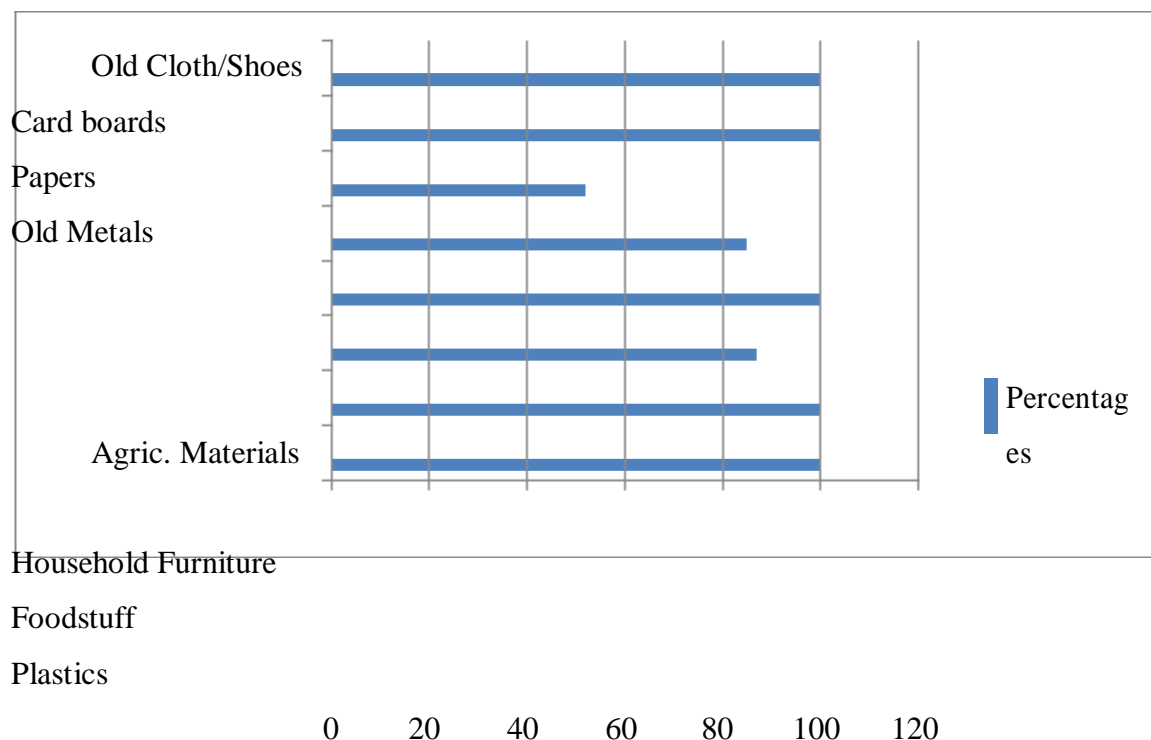 Old Cloth/Shoes
Card boards
Papers
Old Metals
Percentag
es
Agric. Materials
Household Furniture
Foodstuff
Plastics
0 20 40 60 80 100 120